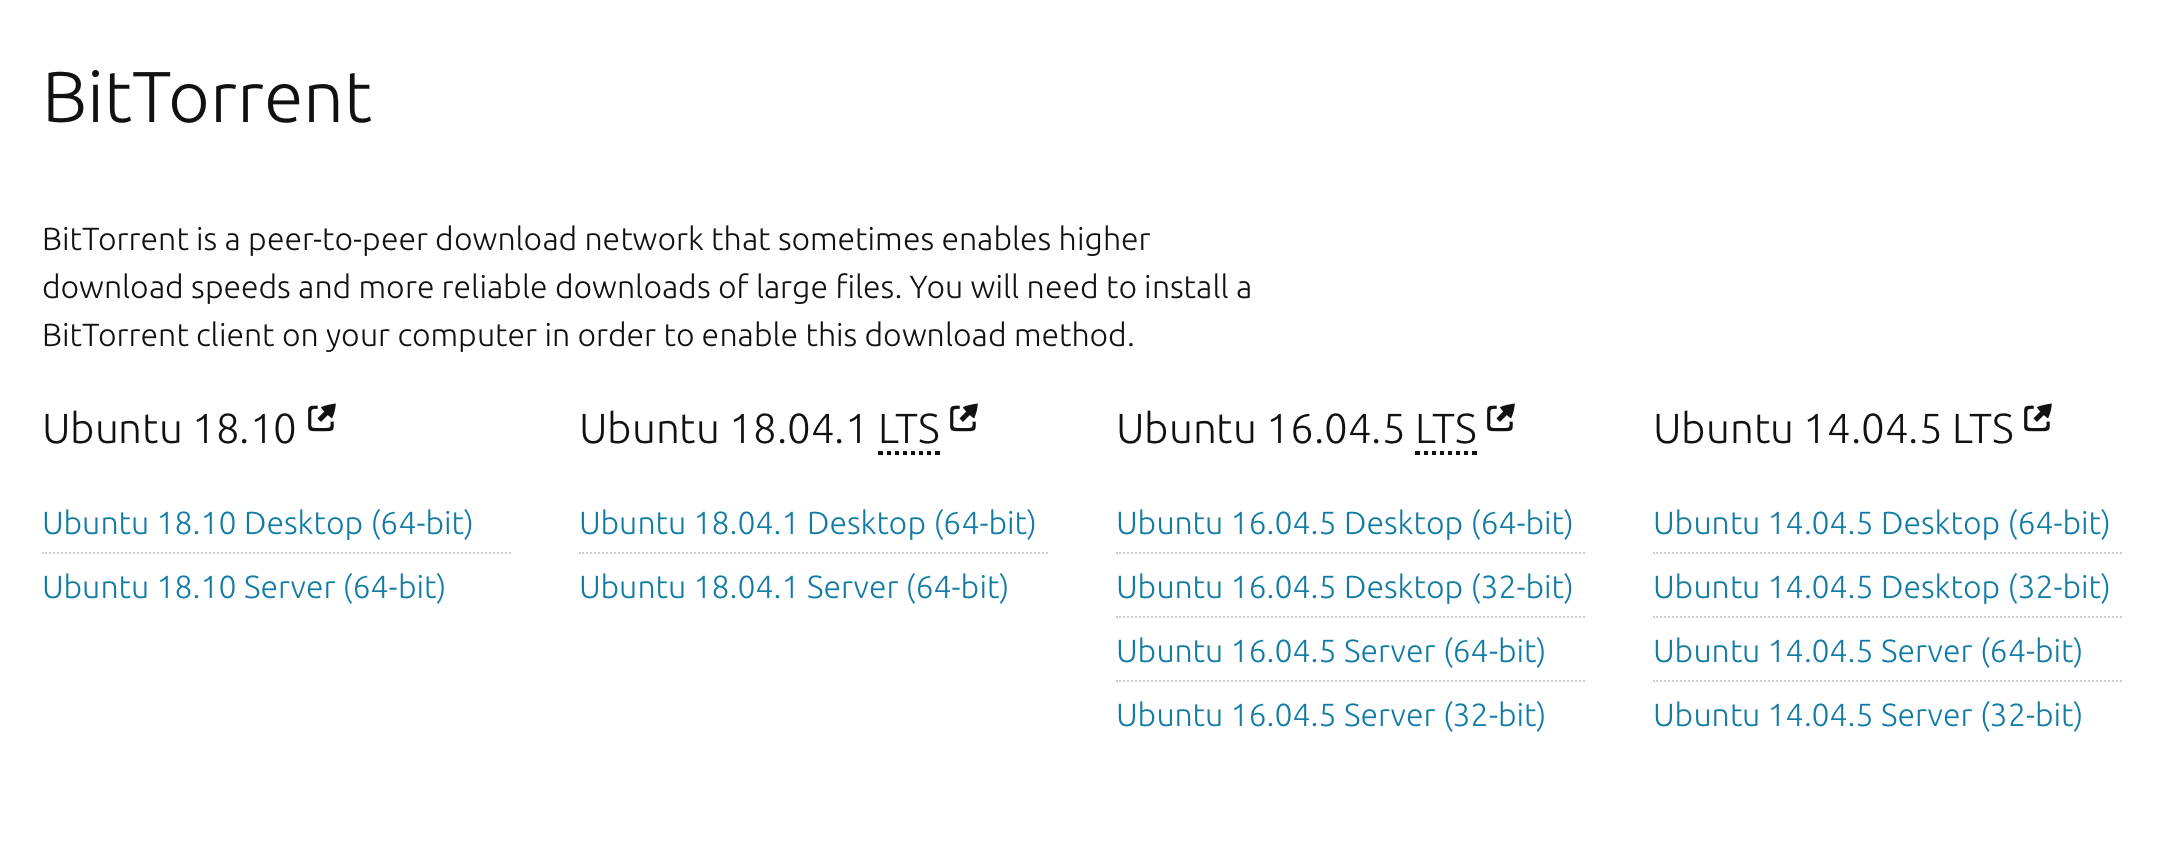 BitTorrent
BitTorrent is a peer-to-peer download network that sometimes enables higher
download speeds and more reliable downloads of large files. You will need to install a
BitTorrent client on your computer in order to enable this download method.
Ubuntu 18.10
Ubuntu 18.10 Desktop (64-bit)
Ubuntu 18.10 Server (64-bit)
Ubuntu 18.04.1 LTS
Ubuntu 18.04.1 Desktop (64-bit)
Ubuntu 18.04.1 Server (64-bit)
Ubuntu 16.04.5 LTS
Ubuntu 16.04.5 Desktop (64-bit)
Ubuntu 16.04.5 Desktop (32-bit)
Ubuntu 16.04.5 Server (64-bit)
Ubuntu 16.04.5 Server (32-bit)
Ubuntu 14.04.5 LTS
Ubuntu 14.04.5 Desktop (64-bit)
Ubuntu 14.04.5 Desktop (32-bit)
Ubuntu 14.04.5 Server (64-bit)
Ubuntu 14.04.5 Server (32-bit)